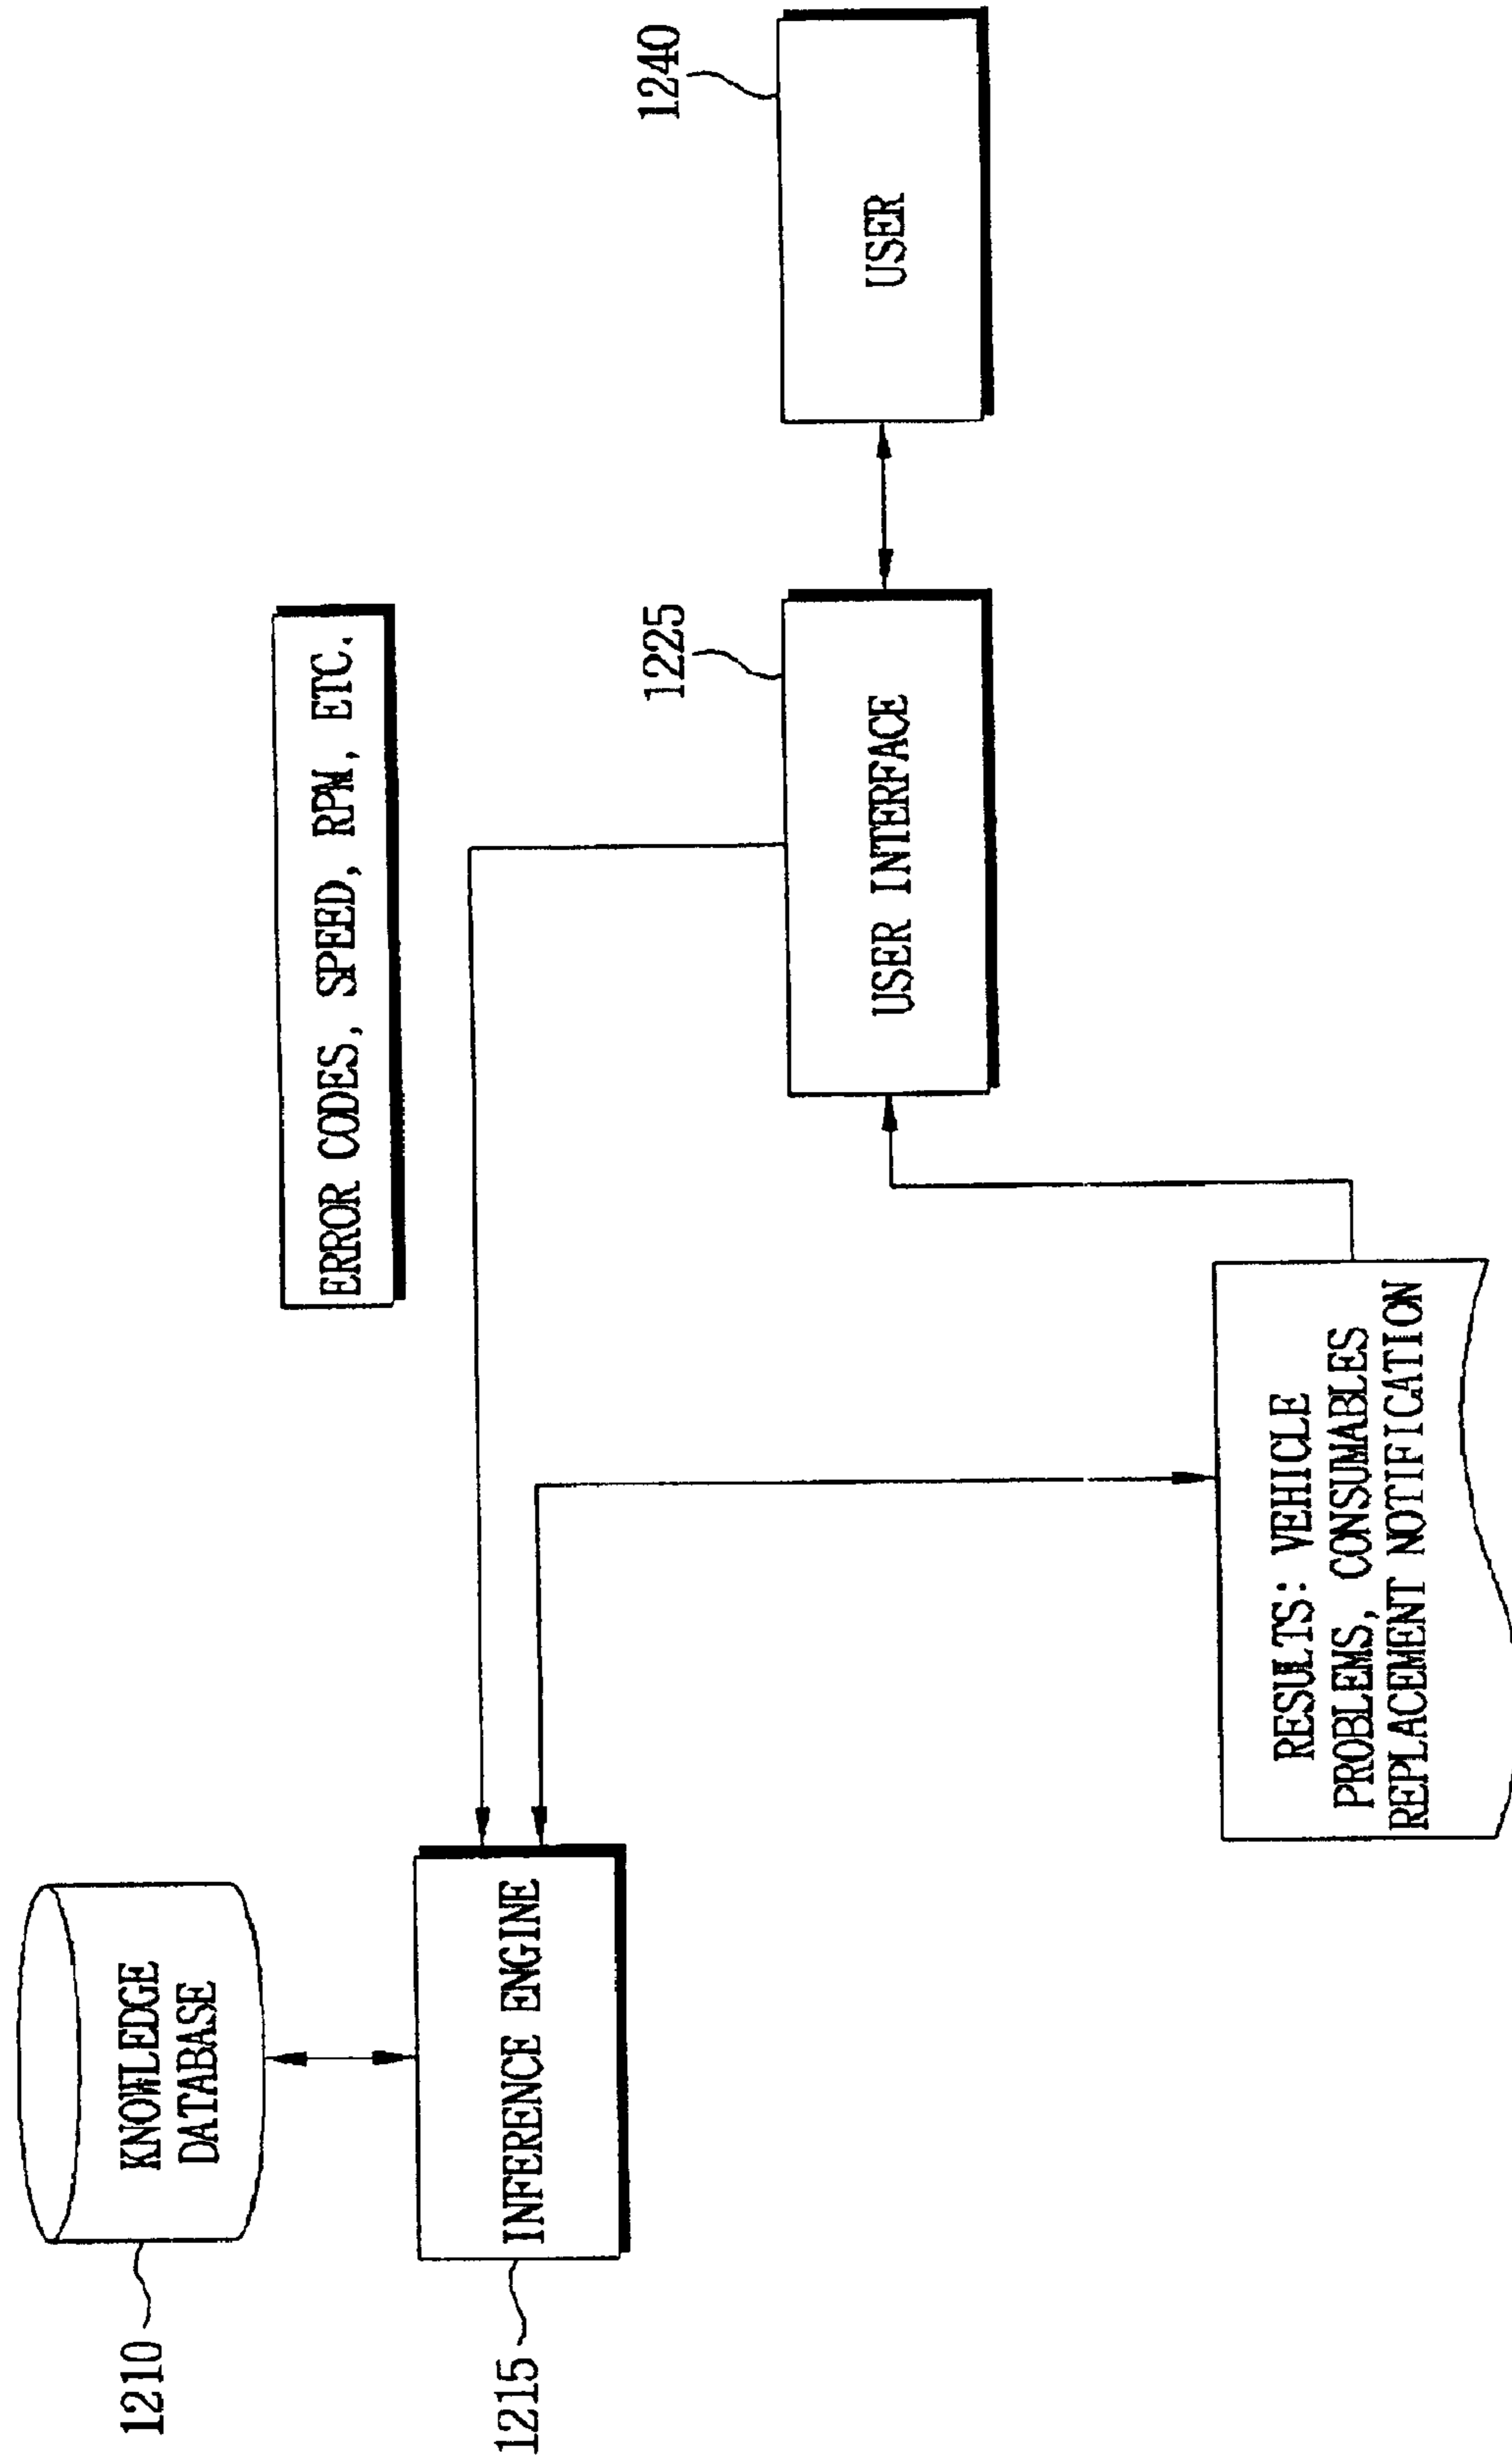 1210
KNOWLEDGE
DATABASE
1215
INFERENCE ENGINE
ERROR CODES, SPEED, RPM, ETC.
1225
USER INTERFACE
1240
USER
RESULTS: VEHICLE
PROBLEMS, CONSUMABLES
REPLACEMENT NOTIFICATION